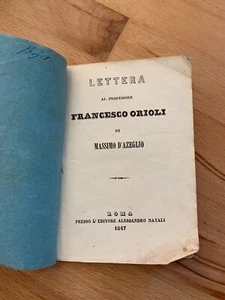 LETTERA
AL PROFESSORE
FRANCESCO ORIOLI
DI
MASSIMO D'AZEGLIO
ROMA
PRESSO L'EDITORE ALESSANDRO NATALI
1847